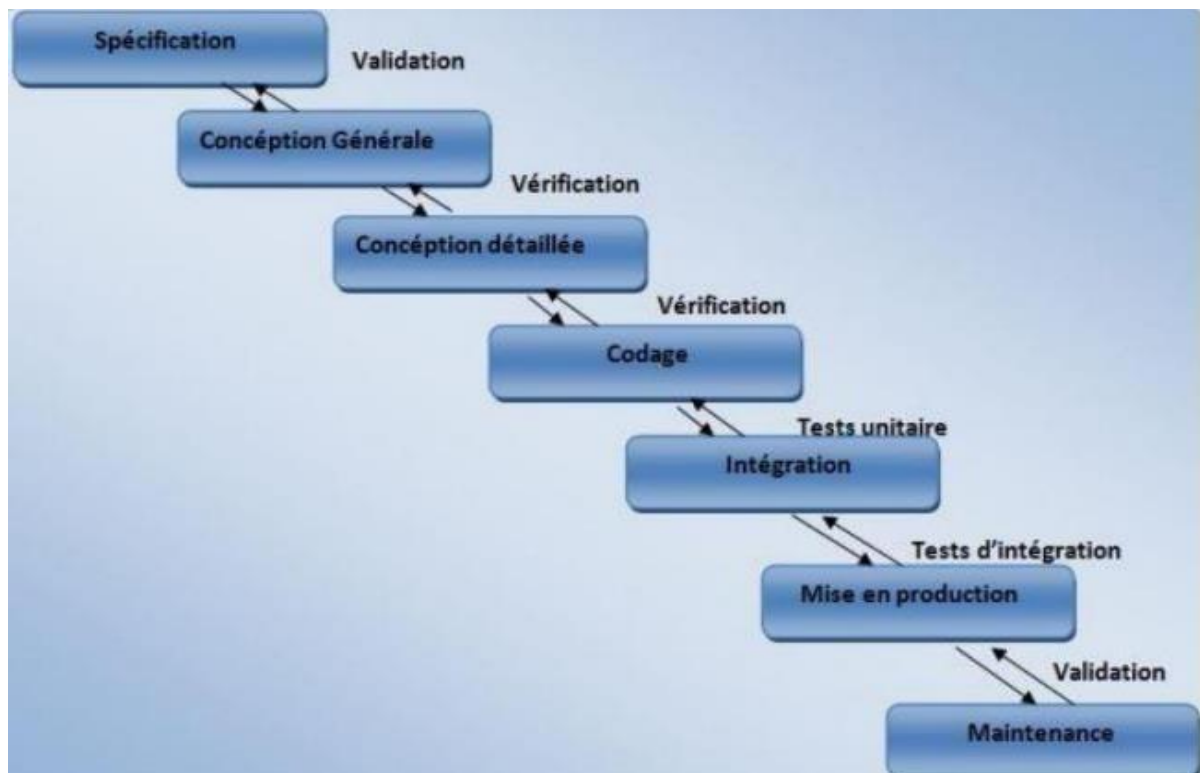 Spécification
Validation
Concéption Générale
Vérification
Concéption détaillée
Vérification
Codage
Tests unitaire
Intégration
Tests d'intégration
Mise en production
Validation
Maintenance